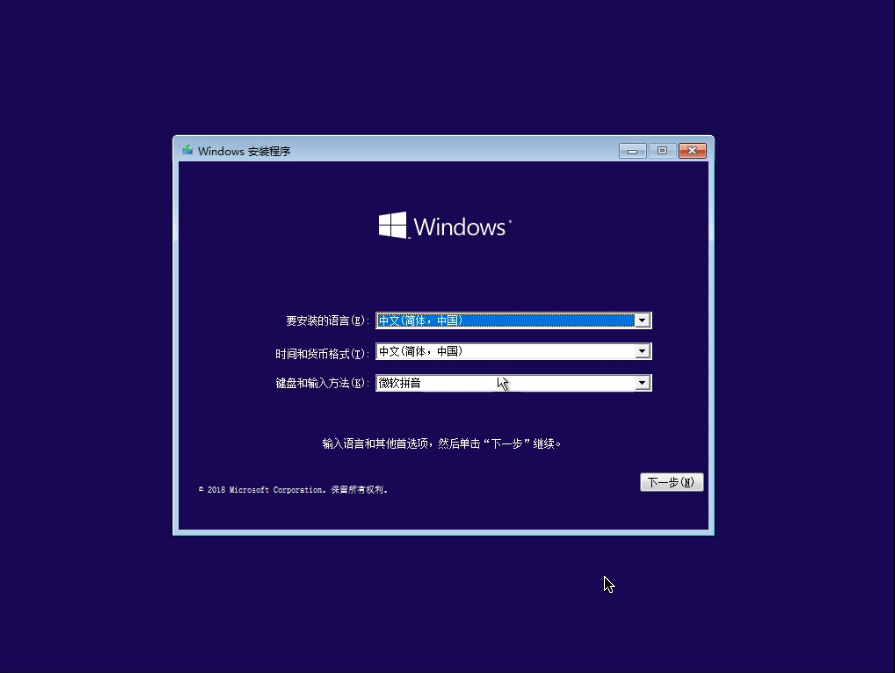 Windows 安装程序
Windows
要安装的语言(E): 中文(简体，中国)
时间和货币格式(T): 中文(简体，中国)
键盘和输入方法(K): 微软拼音
输入语言和其他首选项，然后单击“下一步”继续。
下一步(N)
© 2018 Microsoft Corporation。保留所有权利。